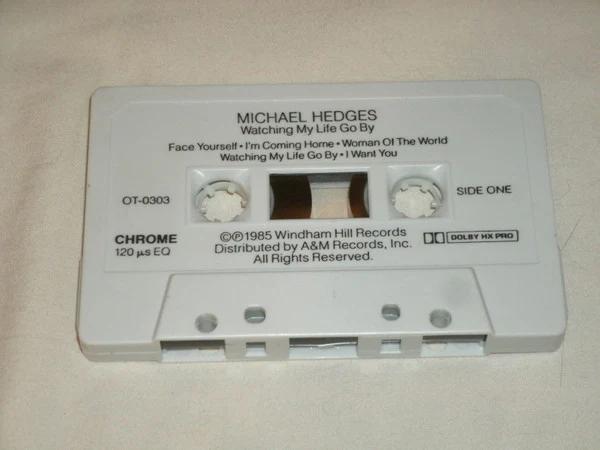 MICHAEL HEDGES
Watching My Life Go By
Face Yourself • I'm Coming Home • Woman Of The World
Watching My Life Go By • I Want You
OT-0303
SIDE ONE
CHROME
120 µs EQ
©℗1985 Windham Hill Records
Distributed by A&M Records, Inc.
All Rights Reserved.
DOLBY HX PRO